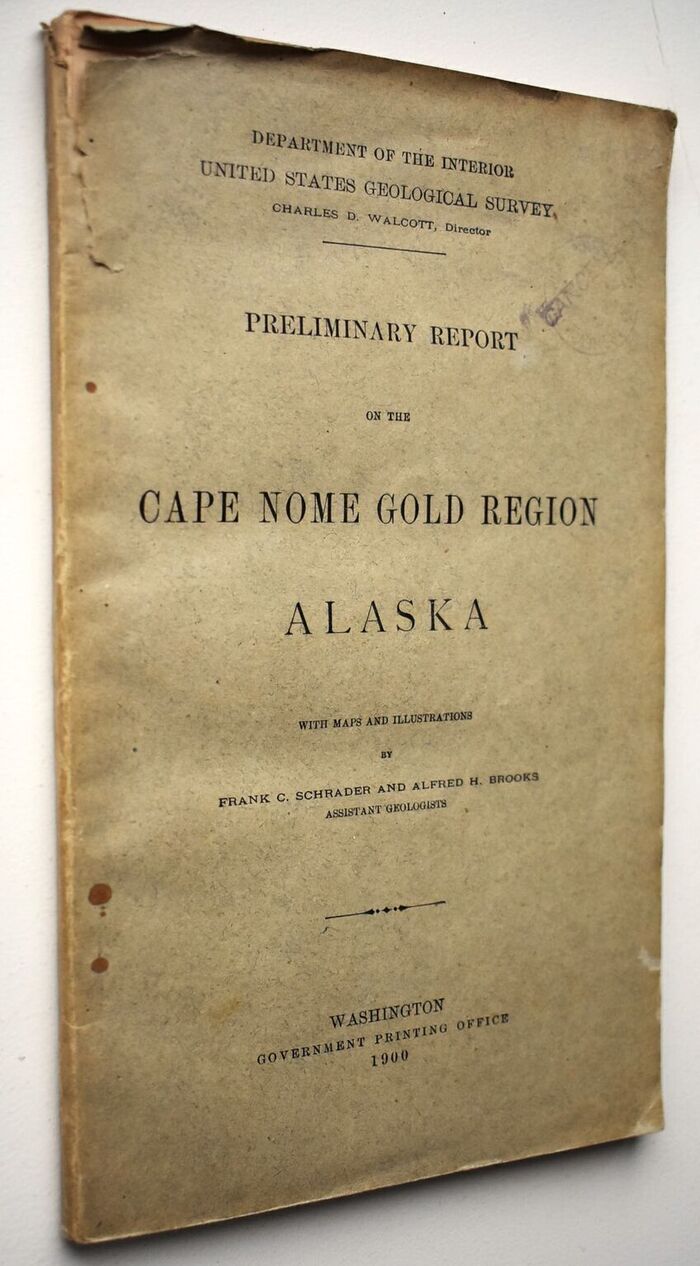 DEPARTMENT OF THE INTERIOR
UNITED STATES GEOLOGICAL SURVEY
CHARLES D. WALCOTT, Director
PRELIMINARY REPORT
ON THE
CAPE NOME GOLD REGION
ALASKA
WITH MAPS AND ILLUSTRATIONS
BY
FRANK C. SCHRADER AND ALFRED H. BROOKS
ASSISTANT GEOLOGISTS
WASHINGTON
GOVERNMENT PRINTING OFFICE
1900